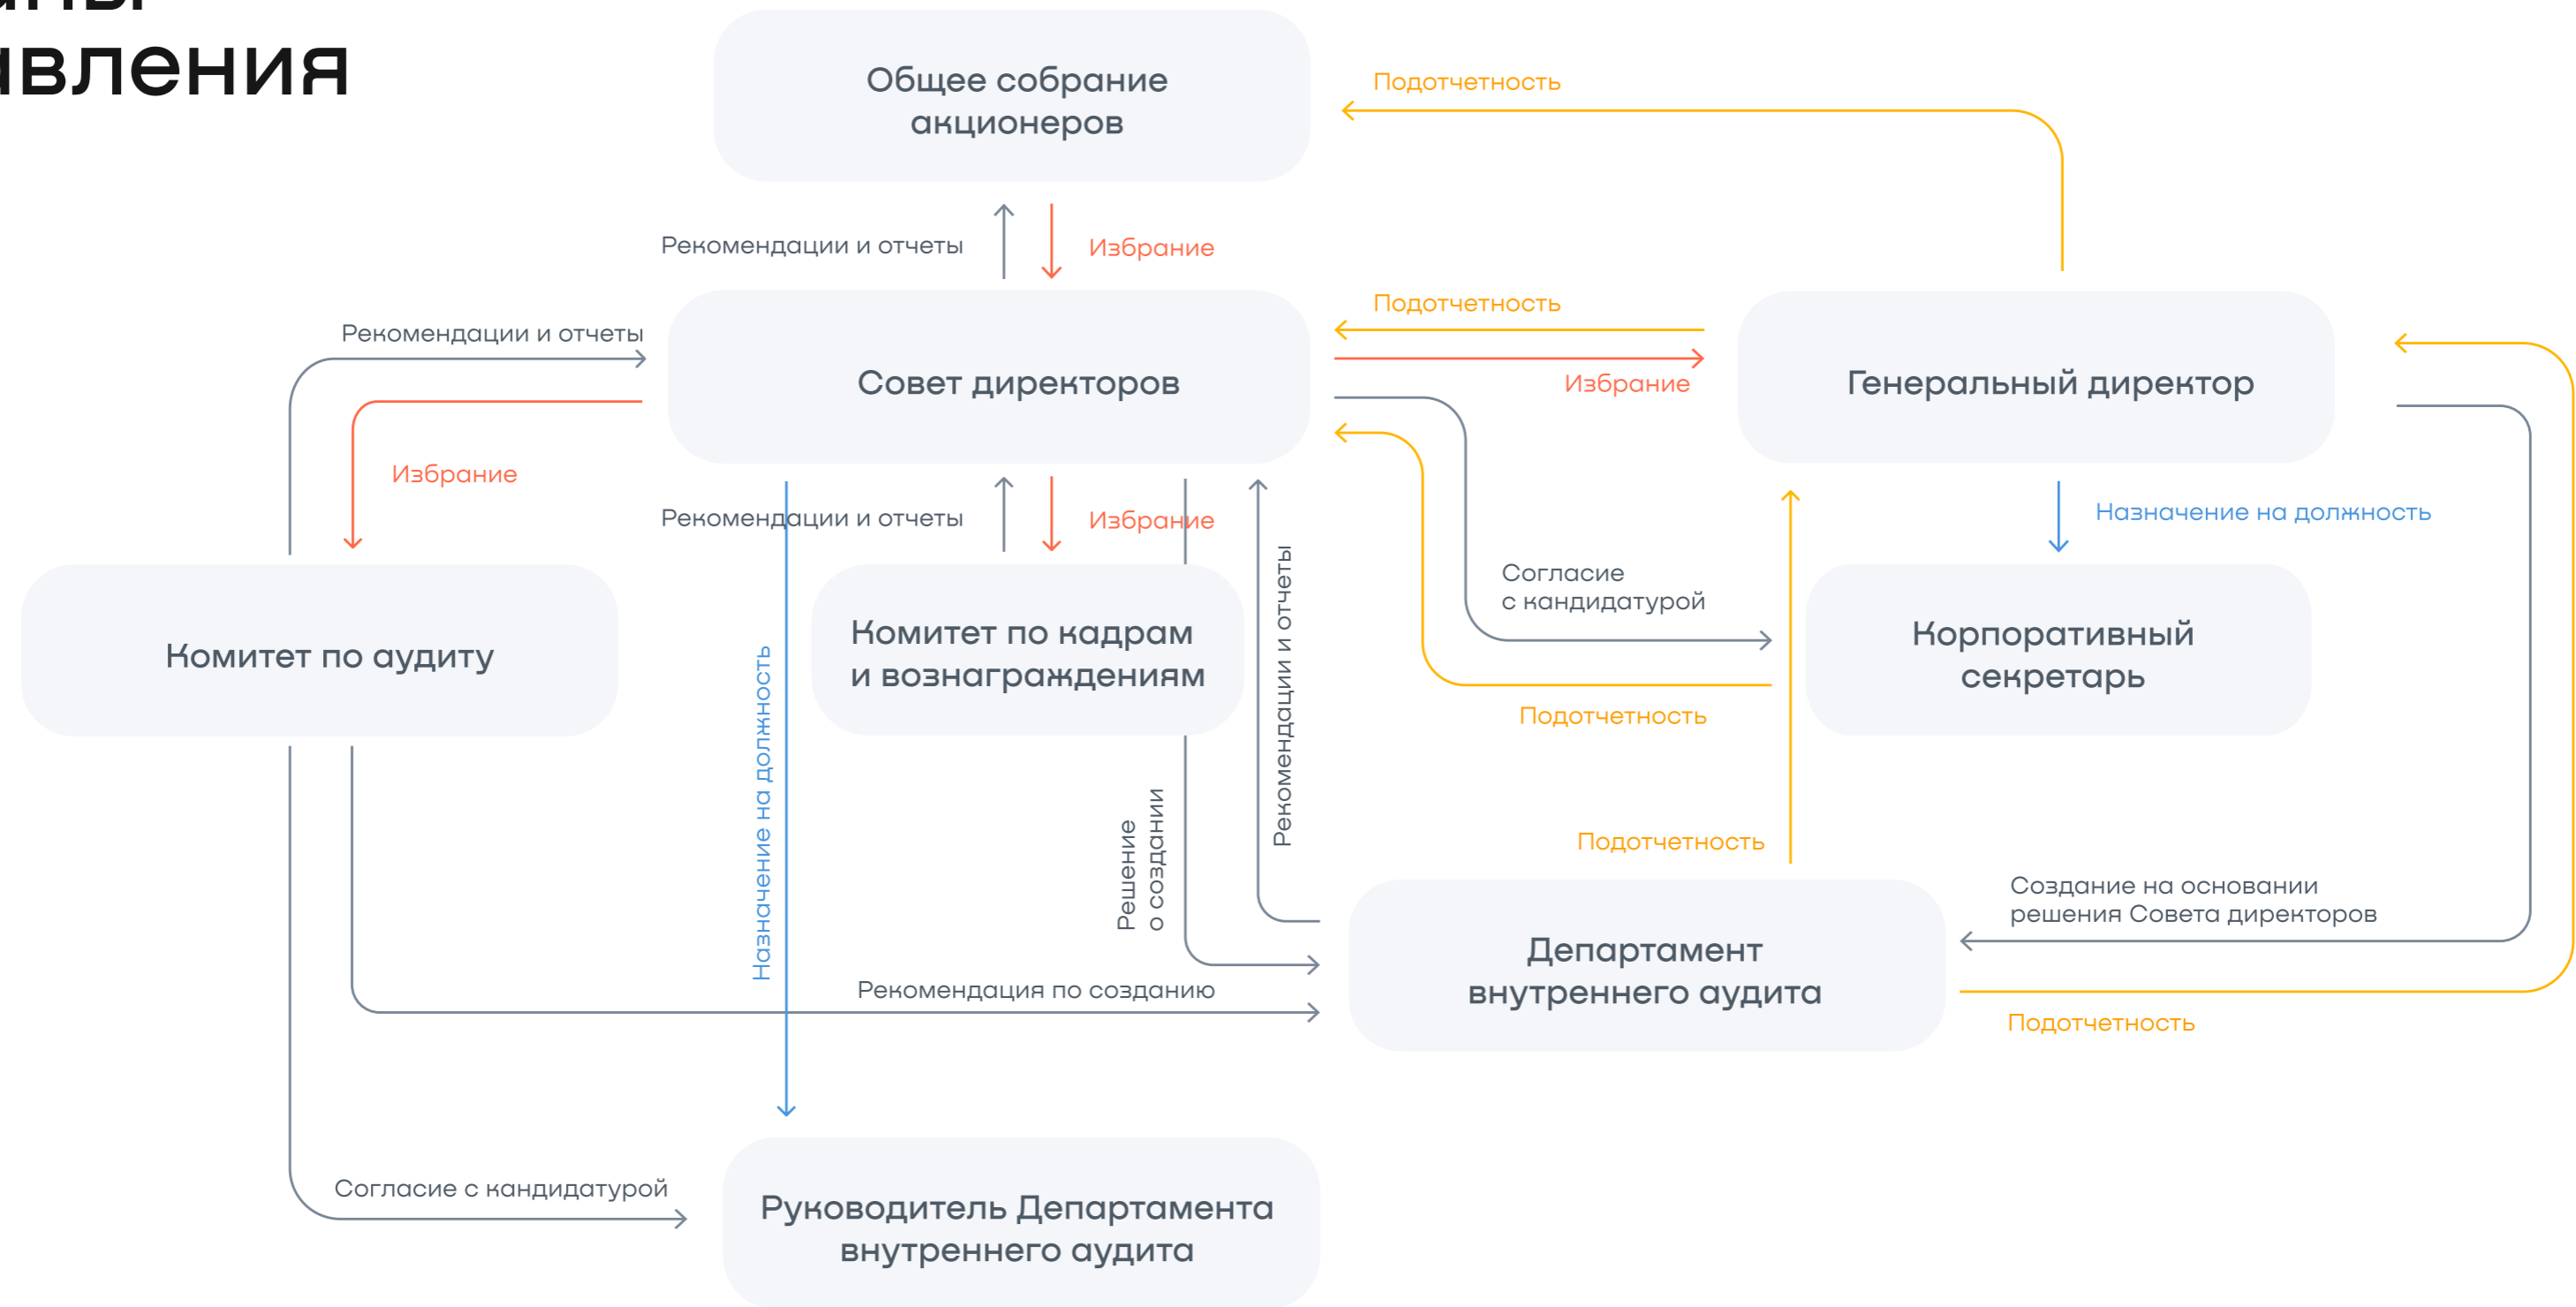 авления
Общее собрание
акционеров
Подотчетность
Рекомендации и отчеты
Избрание
Рекомендации и отчеты
Совет директоров
Подотчетность
Избрание
Генеральный директор
Избрание
Рекомендации и отчеты
Избрание
Назначение на должность
Комитет по аудиту
Комитет по кадрам
и вознаграждениям
Согласие
с кандидатурой
Корпоративный
секретарь
Подотчетность
Назначение на должность
Решение
о создании
Рекомендации и отчеты
Подотчетность
Создание на основании
решения Совета директоров
Департамент
внутреннего аудита
Рекомендация по созданию
Подотчетность
Согласие с кандидатурой
Руководитель Департамента
внутреннего аудита